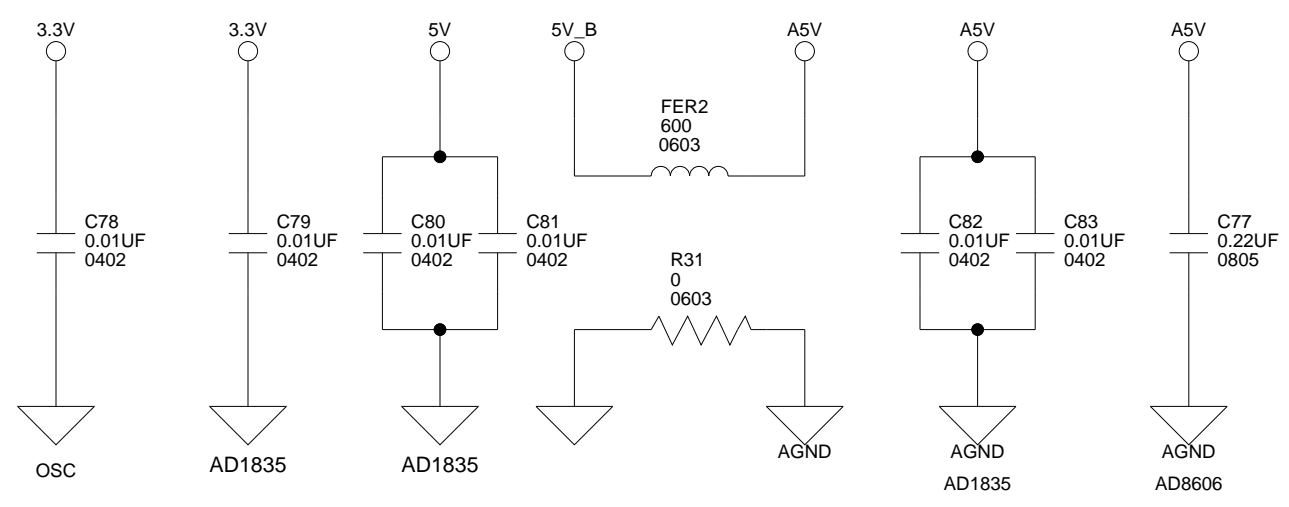 3.3V
3.3V
5V
5V_B
A5V
A5V
A5V
FER2
600
0603
C78
0.01UF
0402
C79
0.01UF
0402
C80
0.01UF
0402
C81
0.01UF
0402
C82
0.01UF
0402
C83
0.01UF
0402
C77
0.22UF
0805
R31
0
0603
OSC
AD1835
AD1835
AGND
AGND
AD1835
AGND
AD8606